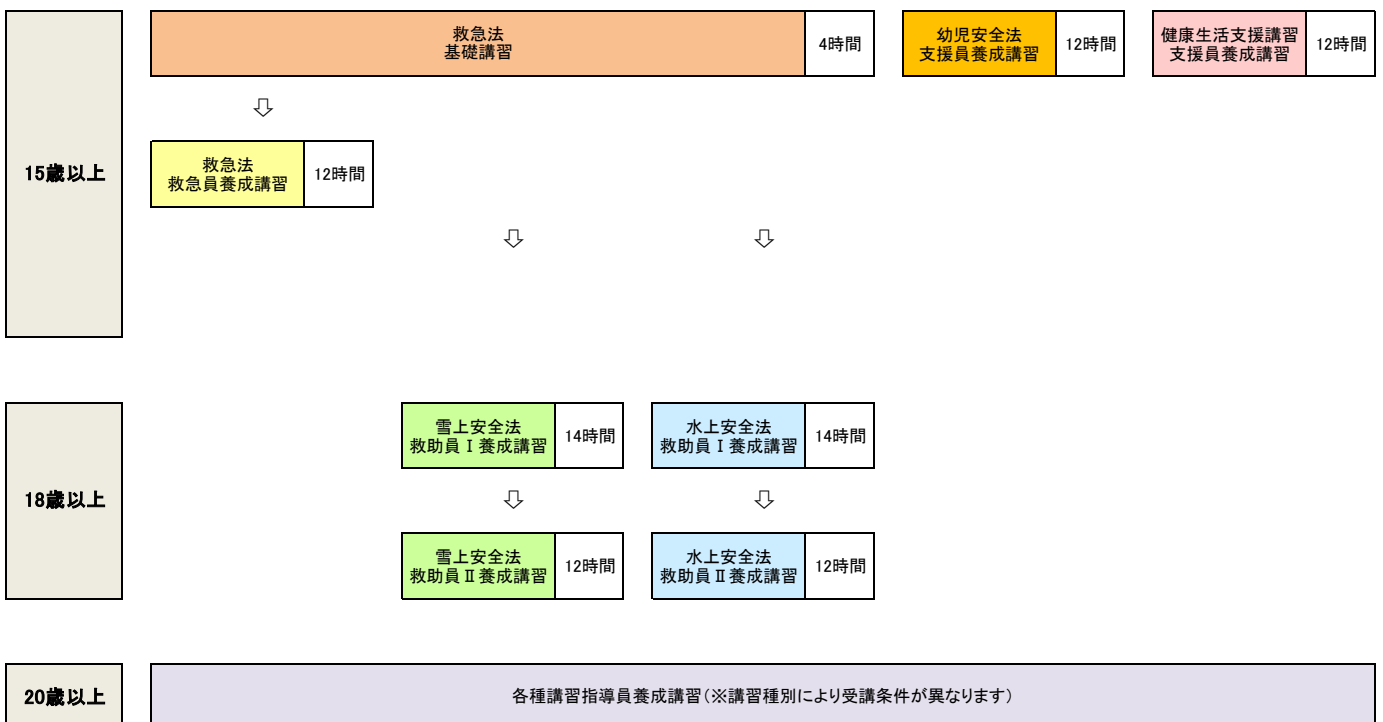 15歳以上
救急法
基礎講習
4時間
幼児安全法
支援員養成講習
12時間
健康生活支援講習
支援員養成講習
12時間
⇩
救急法
救急員養成講習
12時間
⇩
⇩
18歳以上
雪上安全法
救助員Ⅰ養成講習
14時間
水上安全法
救助員Ⅰ養成講習
14時間
⇩
⇩
雪上安全法
救助員Ⅱ養成講習
12時間
水上安全法
救助員Ⅱ養成講習
12時間
20歳以上
各種講習指導員養成講習(※講習種別により受講条件が異なります)